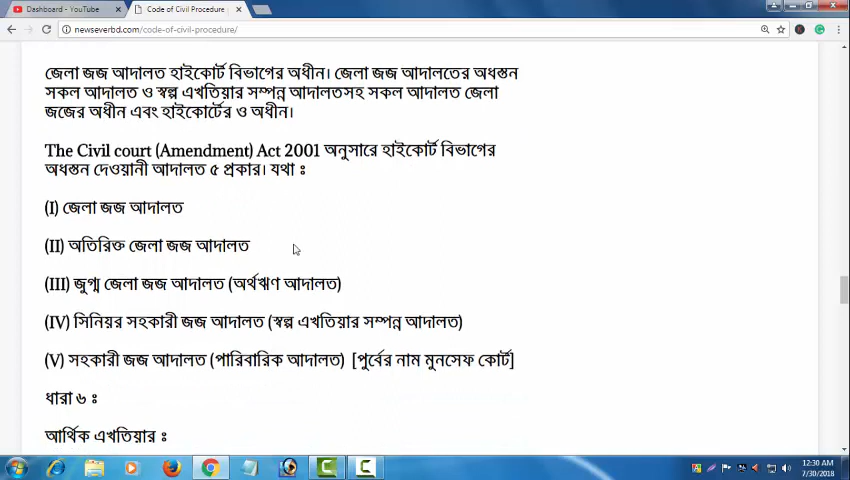 Dashboard - YouTube
Code of Civil Procedure
newseverbd.com/code-of-civil-procedure/
জেলা জজ আদালত হাইকোর্ট বিভাগের অধীন। জেলা জজ আদালতের অধস্তন
সকল আদালত ও স্বল্প এখতিয়ার সম্পন্ন আদালতসহ সকল আদালত জেলা
জজের অধীন এবং হাইকোর্টের ও অধীন।
The Civil court (Amendment) Act 2001 অনুসারে হাইকোর্ট বিভাগের
অধস্তন দেওয়ানী আদালত ৫ প্রকার। যথা ঃ
(I) জেলা জজ আদালত
(II) অতিরিক্ত জেলা জজ আদালত
(III) জুগ্ম জেলা জজ আদালত (অর্থঋণ আদালত)
(IV) সিনিয়র সহকারী জজ আদালত (স্বল্প এখতিয়ার সম্পন্ন আদালত)
(V) সহকারী জজ আদালত (পারিবারিক আদালত) [পুর্বের নাম মুনসেফ কোর্ট]
ধারা ৬ ঃ
আর্থিক এখতিয়ার ঃ
12:30 AM
7/30/2018